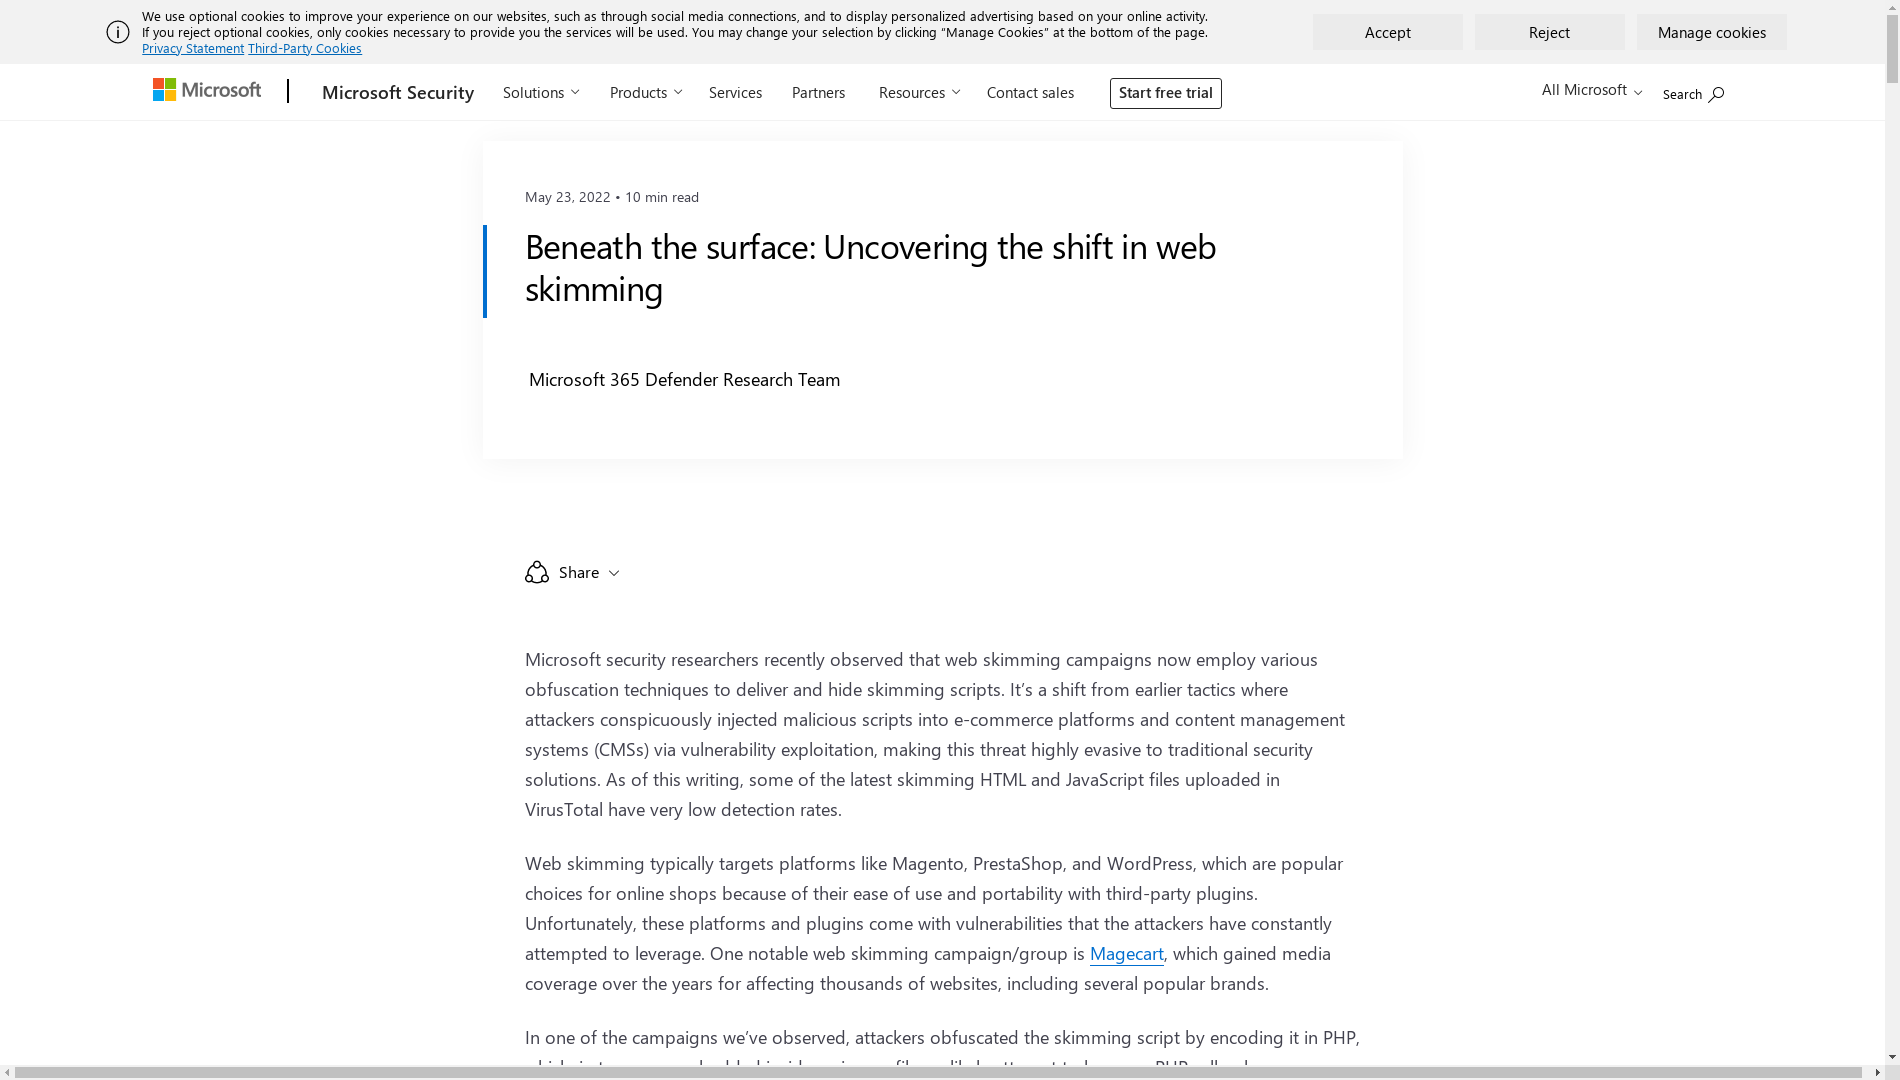 We use optional cookies to improve your experience on our websites, such as through social media connections, and to display personalized advertising based on your online activity.
If you reject optional cookies, only cookies necessary to provide you the services will be used. You may change your selection by clicking “Manage Cookies” at the bottom of the page.
Privacy Statement Third-Party Cookies
Accept
Reject
Manage cookies
Microsoft
Microsoft Security
Solutions
Products
Services
Partners
Resources
Contact sales
Start free trial
All Microsoft
Search
May 23, 2022 • 10 min read
Beneath the surface: Uncovering the shift in web
skimming
Microsoft 365 Defender Research Team
Share
Microsoft security researchers recently observed that web skimming campaigns now employ various
obfuscation techniques to deliver and hide skimming scripts. It’s a shift from earlier tactics where
attackers conspicuously injected malicious scripts into e-commerce platforms and content management
systems (CMSs) via vulnerability exploitation, making this threat highly evasive to traditional security
solutions. As of this writing, some of the latest skimming HTML and JavaScript files uploaded in
VirusTotal have very low detection rates.
Web skimming typically targets platforms like Magento, PrestaShop, and WordPress, which are popular
choices for online shops because of their ease of use and portability with third-party plugins.
Unfortunately, these platforms and plugins come with vulnerabilities that the attackers have constantly
attempted to leverage. One notable web skimming campaign/group is Magecart, which gained media
coverage over the years for affecting thousands of websites, including several popular brands.
In one of the campaigns we’ve observed, attackers obfuscated the skimming script by encoding it in PHP,